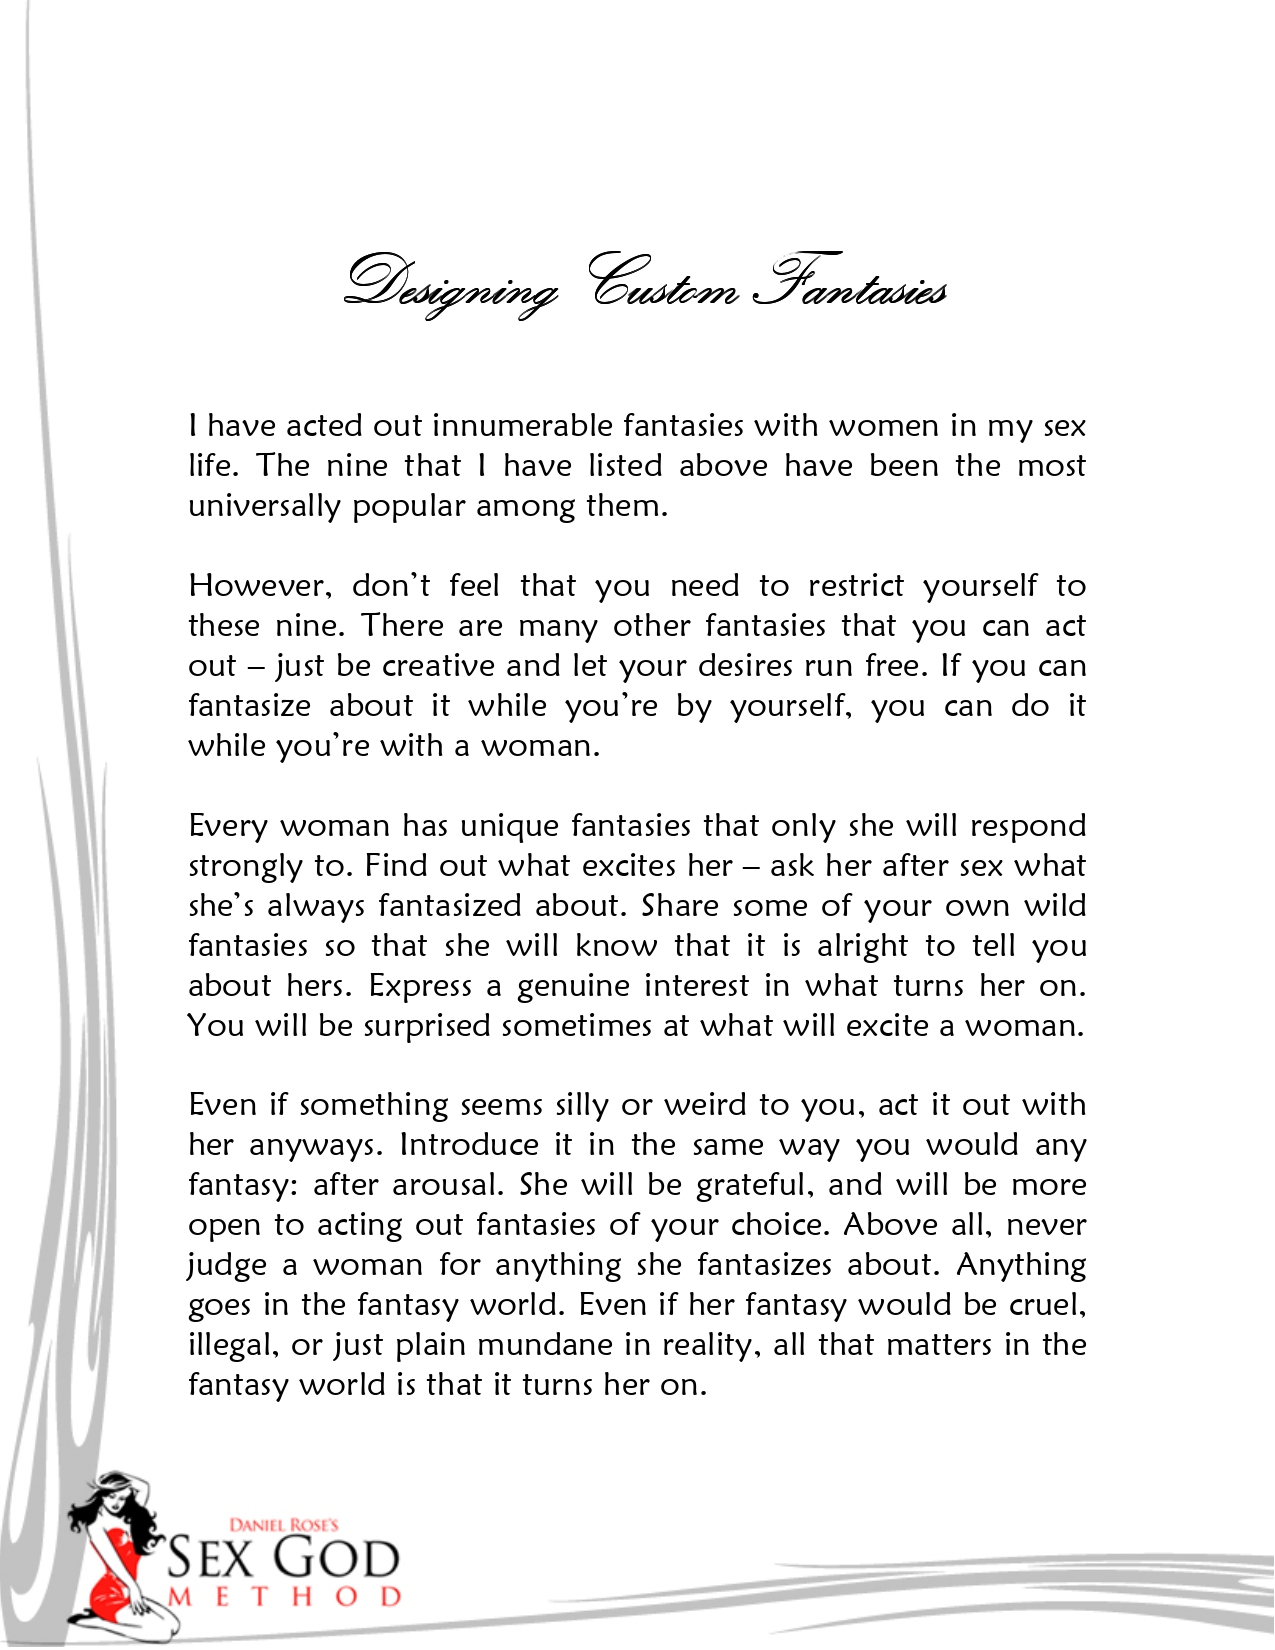 Designing Custom Fantasies
I have acted out innumerable fantasies with women in my sex
life. The nine that I have listed above have been the most
universally popular among them.
However, don’t feel that you need to restrict yourself to
these nine. There are many other fantasies that you can act
out – just be creative and let your desires run free. If you can
fantasize about it while you’re by yourself, you can do it
while you’re with a woman.
Every woman has unique fantasies that only she will respond
strongly to. Find out what excites her – ask her after sex what
she’s always fantasized about. Share some of your own wild
fantasies so that she will know that it is alright to tell you
about hers. Express a genuine interest in what turns her on.
You will be surprised sometimes at what will excite a woman.
Even if something seems silly or weird to you, act it out with
her anyways. Introduce it in the same way you would any
fantasy: after arousal. She will be grateful, and will be more
open to acting out fantasies of your choice. Above all, never
judge a woman for anything she fantasizes about. Anything
goes in the fantasy world. Even if her fantasy would be cruel,
illegal, or just plain mundane in reality, all that matters in the
fantasy world is that it turns her on.
DANIEL ROSE’S
SEX GOD
METHOD